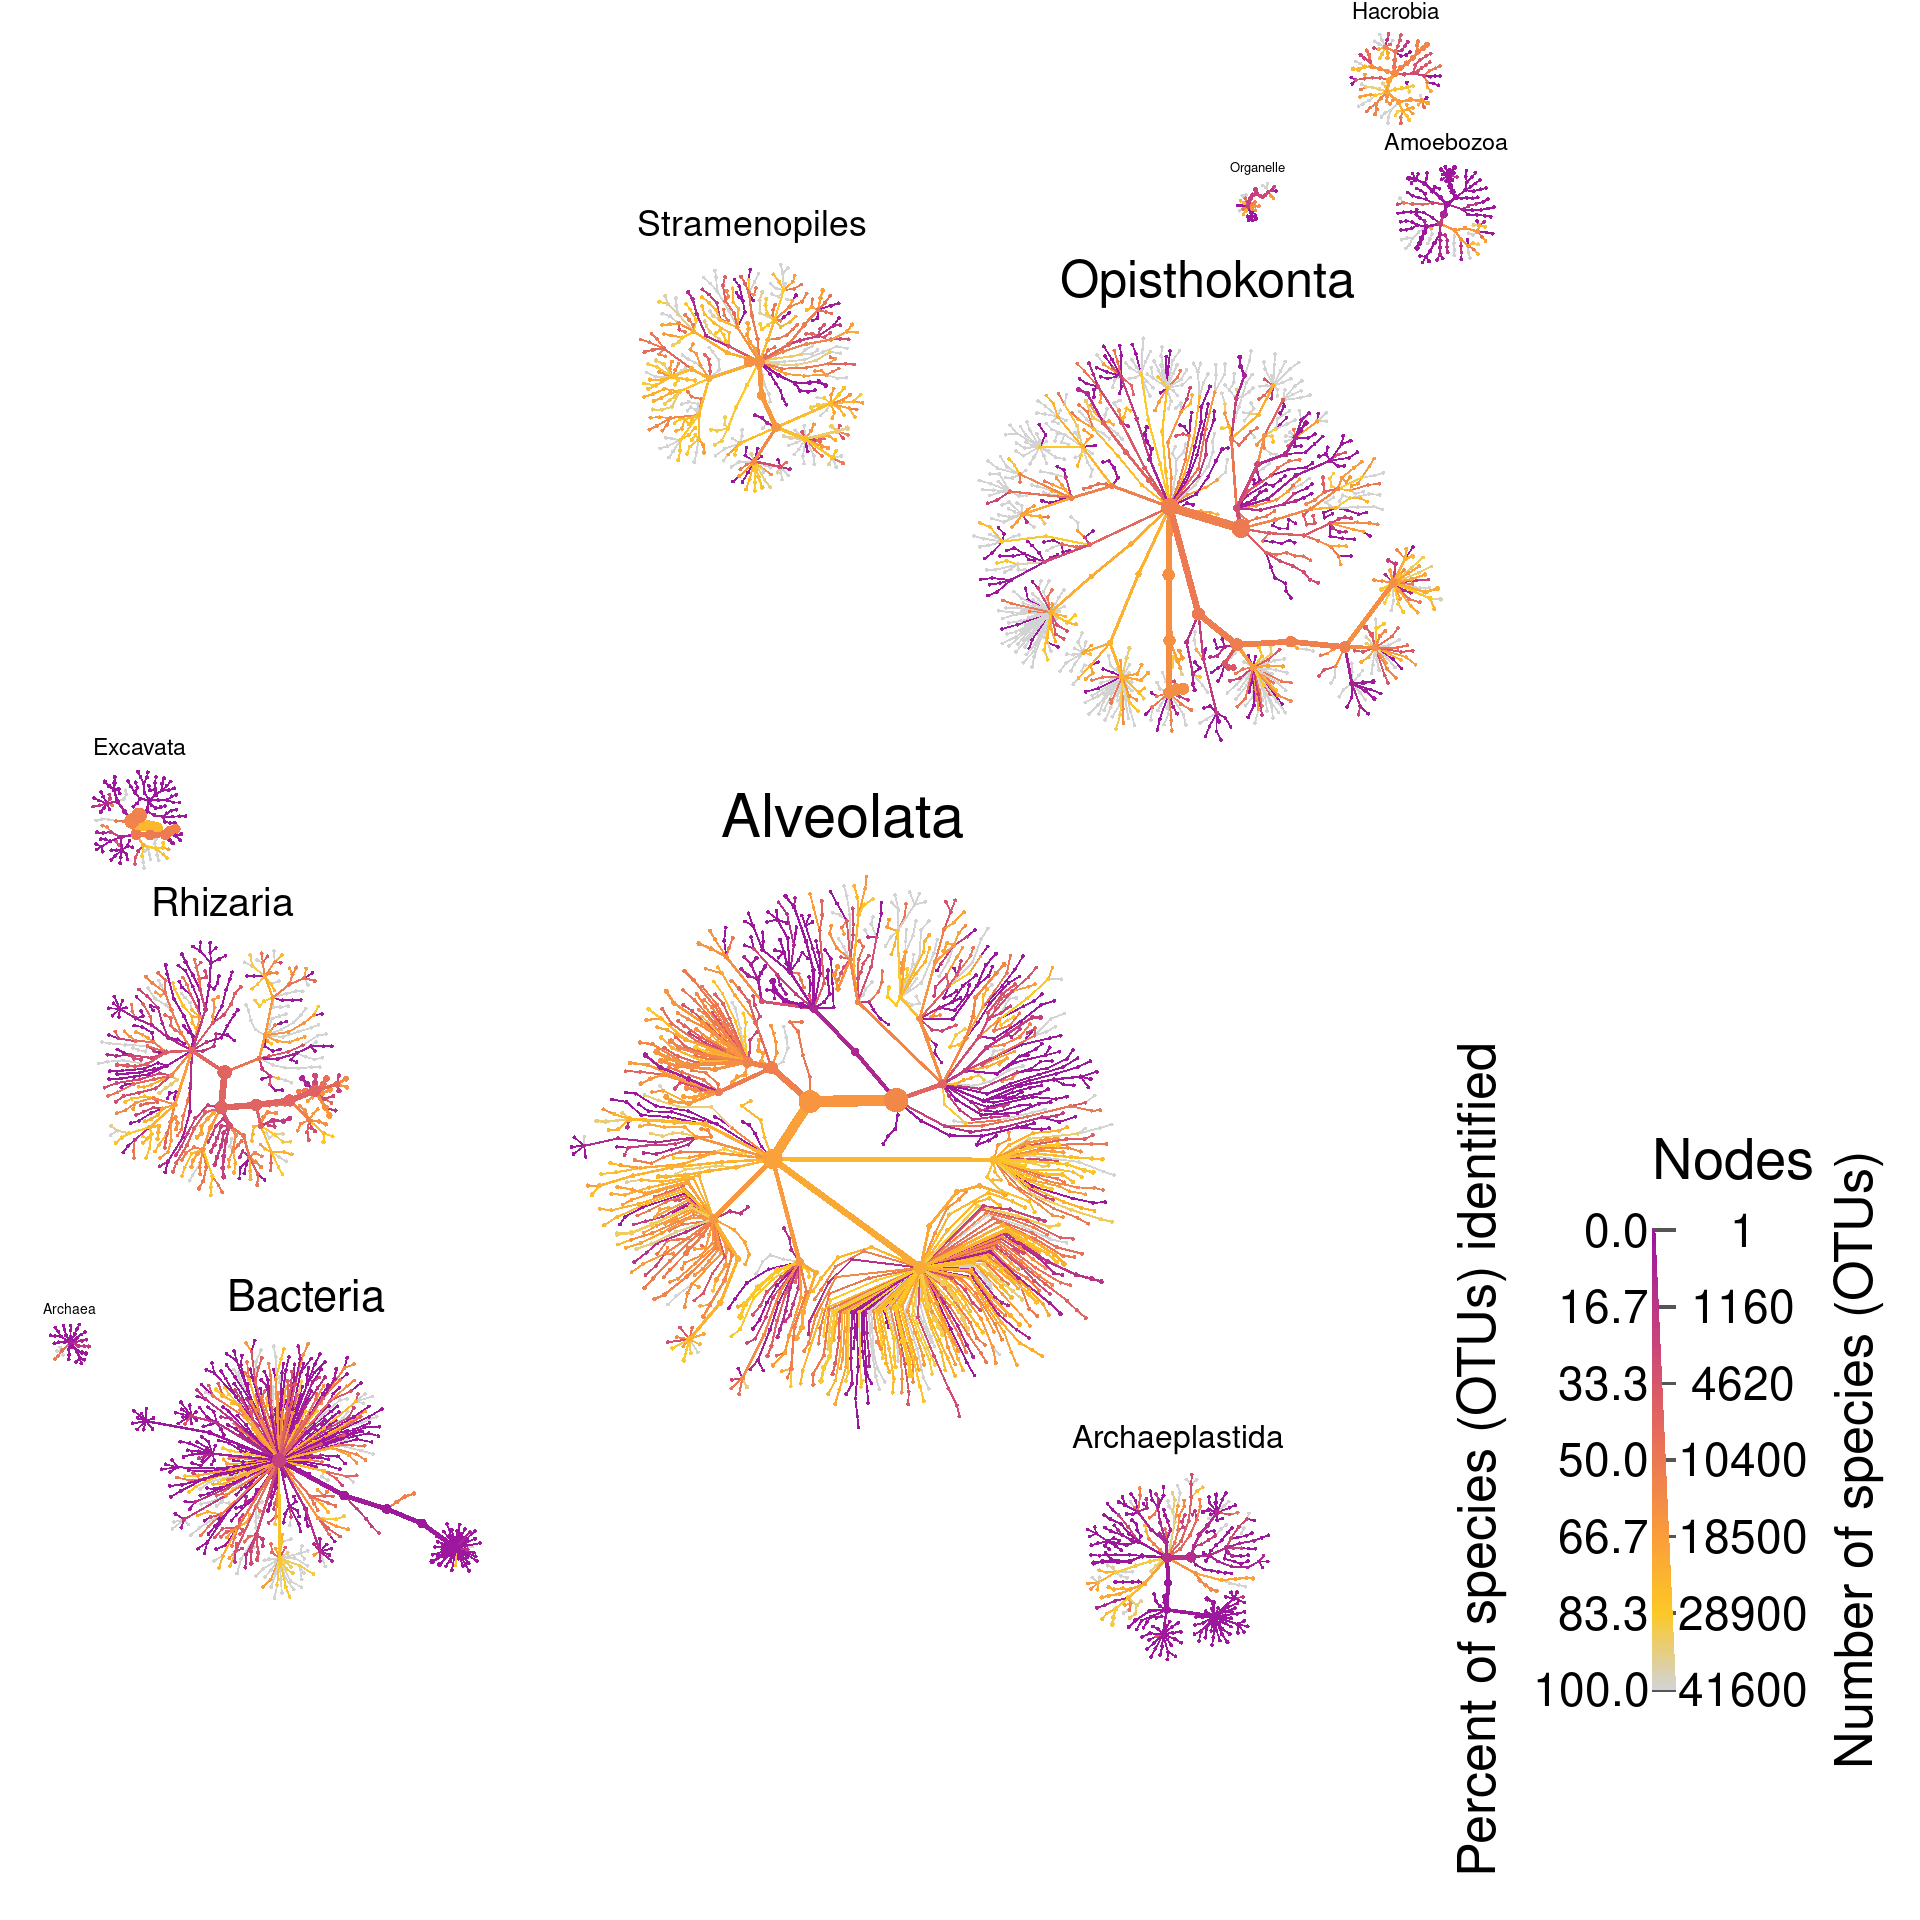 Hacrobia
Amoebozoa
Organelle
Stramenopiles
Opisthokonta
Excavata
Alveolata
Rhizaria
Bacteria
Archaea
Archaeplastida
Percent of species (OTUs) identified
Nodes
0.0 1
16.7 1160
33.3 4620
50.0 10400
66.7 18500
83.3 28900
100.0 41600
Number of species (OTUs)